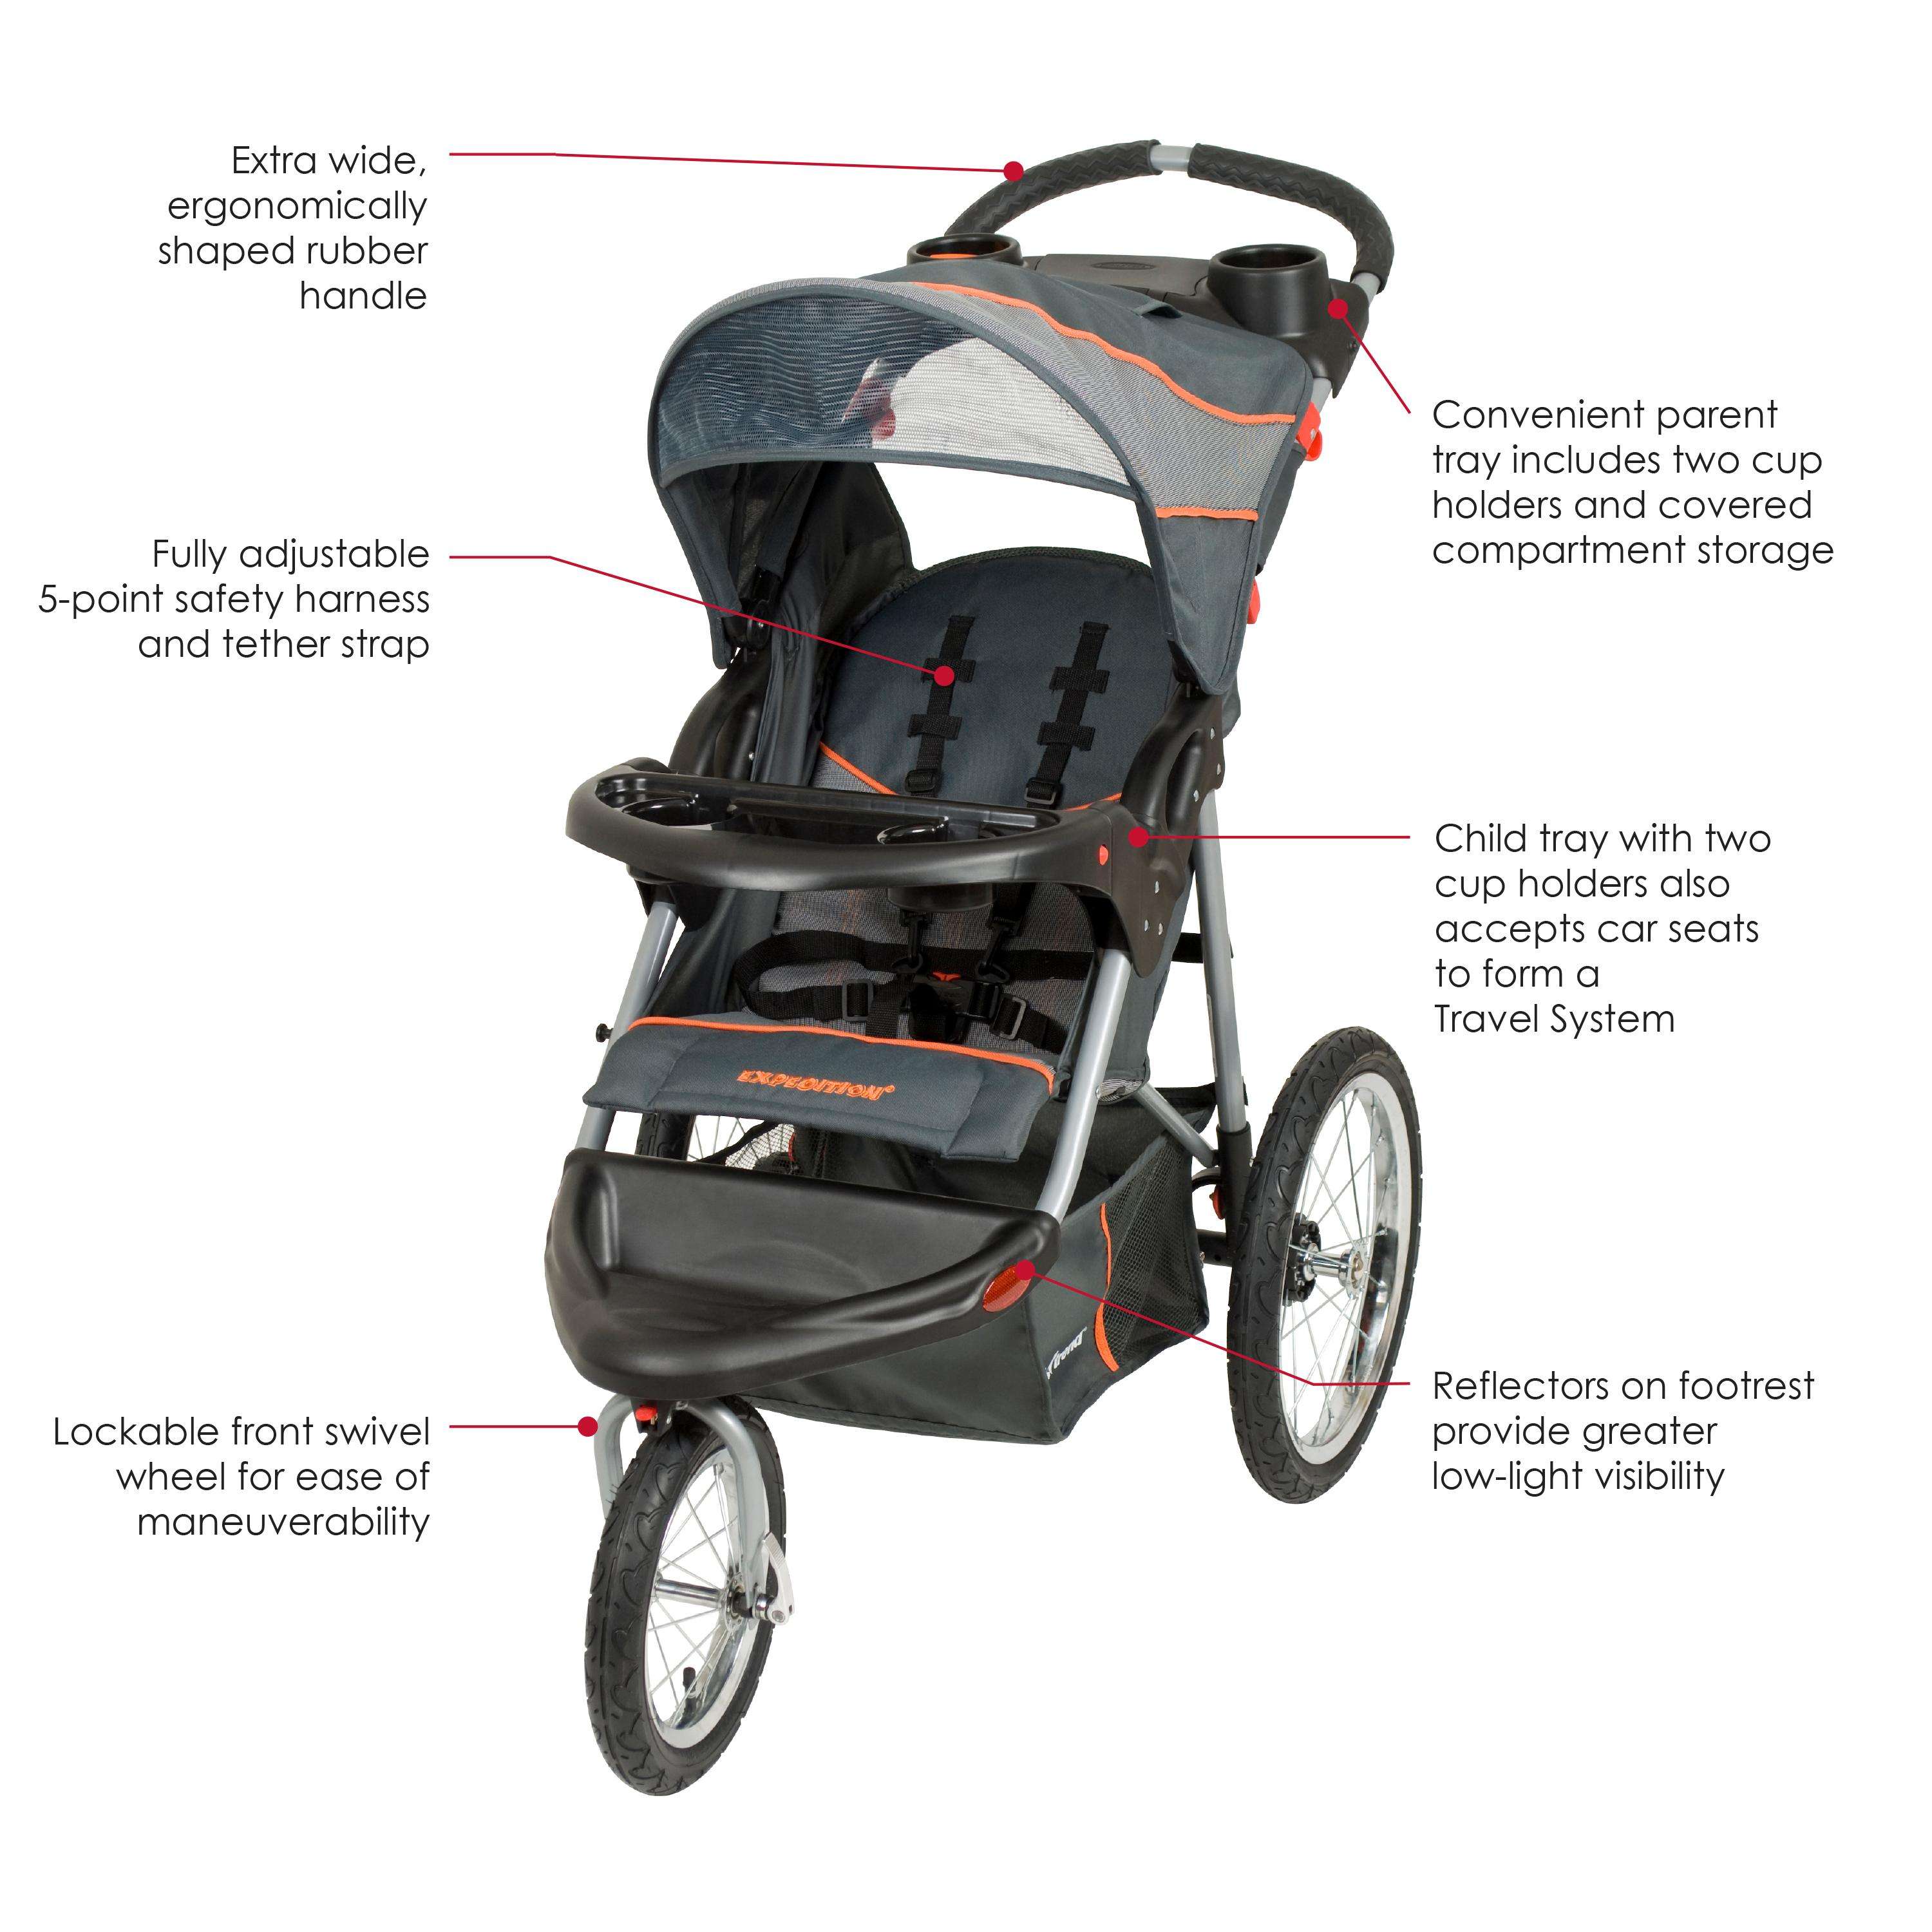 Extra wide,
ergonomically
shaped rubber
handle
Convenient parent
tray includes two cup
holders and covered
compartment storage
Fully adjustable
5-point safety harness
and tether strap
Child tray with two
cup holders also
accepts car seats
to form a
Travel System
EXPEDITION®
Reflectors on footrest
provide greater
low-light visibility
Lockable front swivel
wheel for ease of
maneuverability